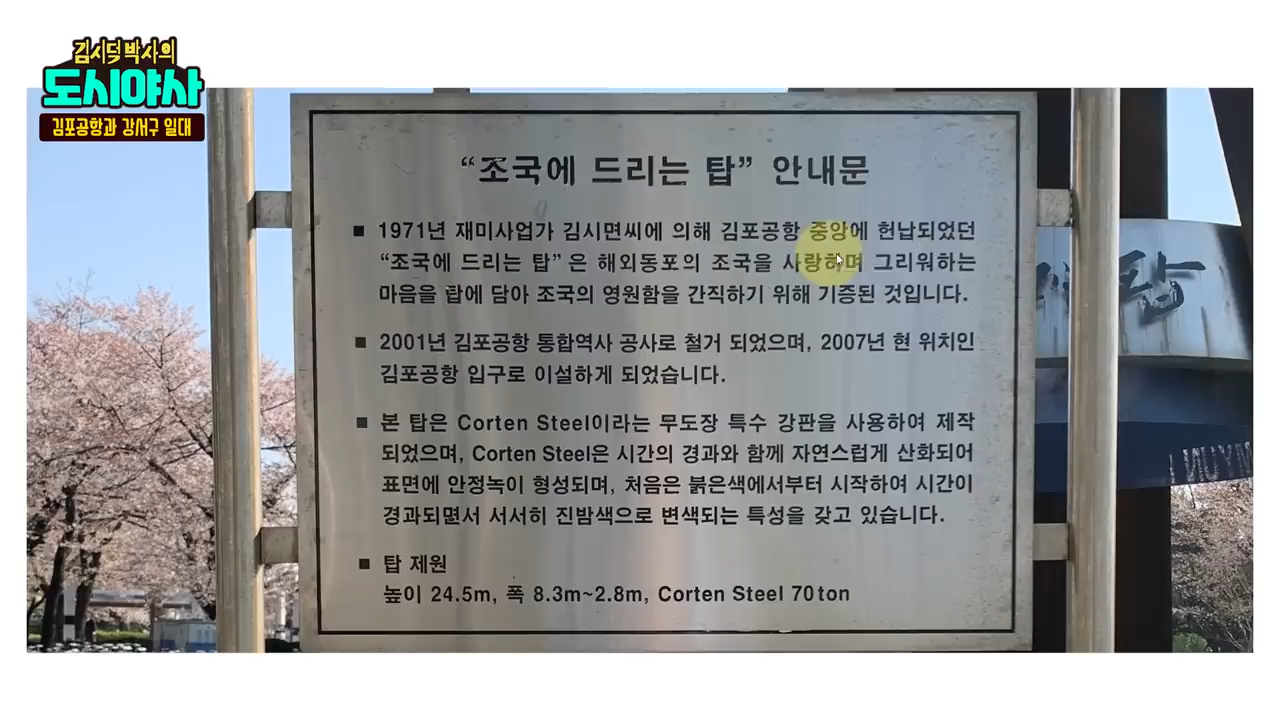 김시덕 박사의
도시야사
김포공항과 강서구 일대
“조국에 드리는 탑” 안내문
■ 1971년 재미사업가 김시면씨에 의해 김포공항 중앙에 헌납되었던
“조국에 드리는 탑”은 해외동포의 조국을 사랑하며 그리워하는
마음을 탑에 담아 조국의 영원함을 간직하기 위해 기증된 것입니다.
■ 2001년 김포공항 통합역사 공사로 철거 되었으며, 2007년 현 위치인
김포공항 입구로 이설하게 되었습니다.
■ 본 탑은 Corten Steel이라는 무도장 특수 강판을 사용하여 제작
되었으며, Corten Steel은 시간의 경과와 함께 자연스럽게 산화되어
표면에 안정녹이 형성되며, 처음은 붉은색에서부터 시작하여 시간이
경과되면서 서서히 진밤색으로 변색되는 특성을 갖고 있습니다.
■ 탑 제원
높이 24.5m, 폭 8.3m~2.8m, Corten Steel 70ton
탑